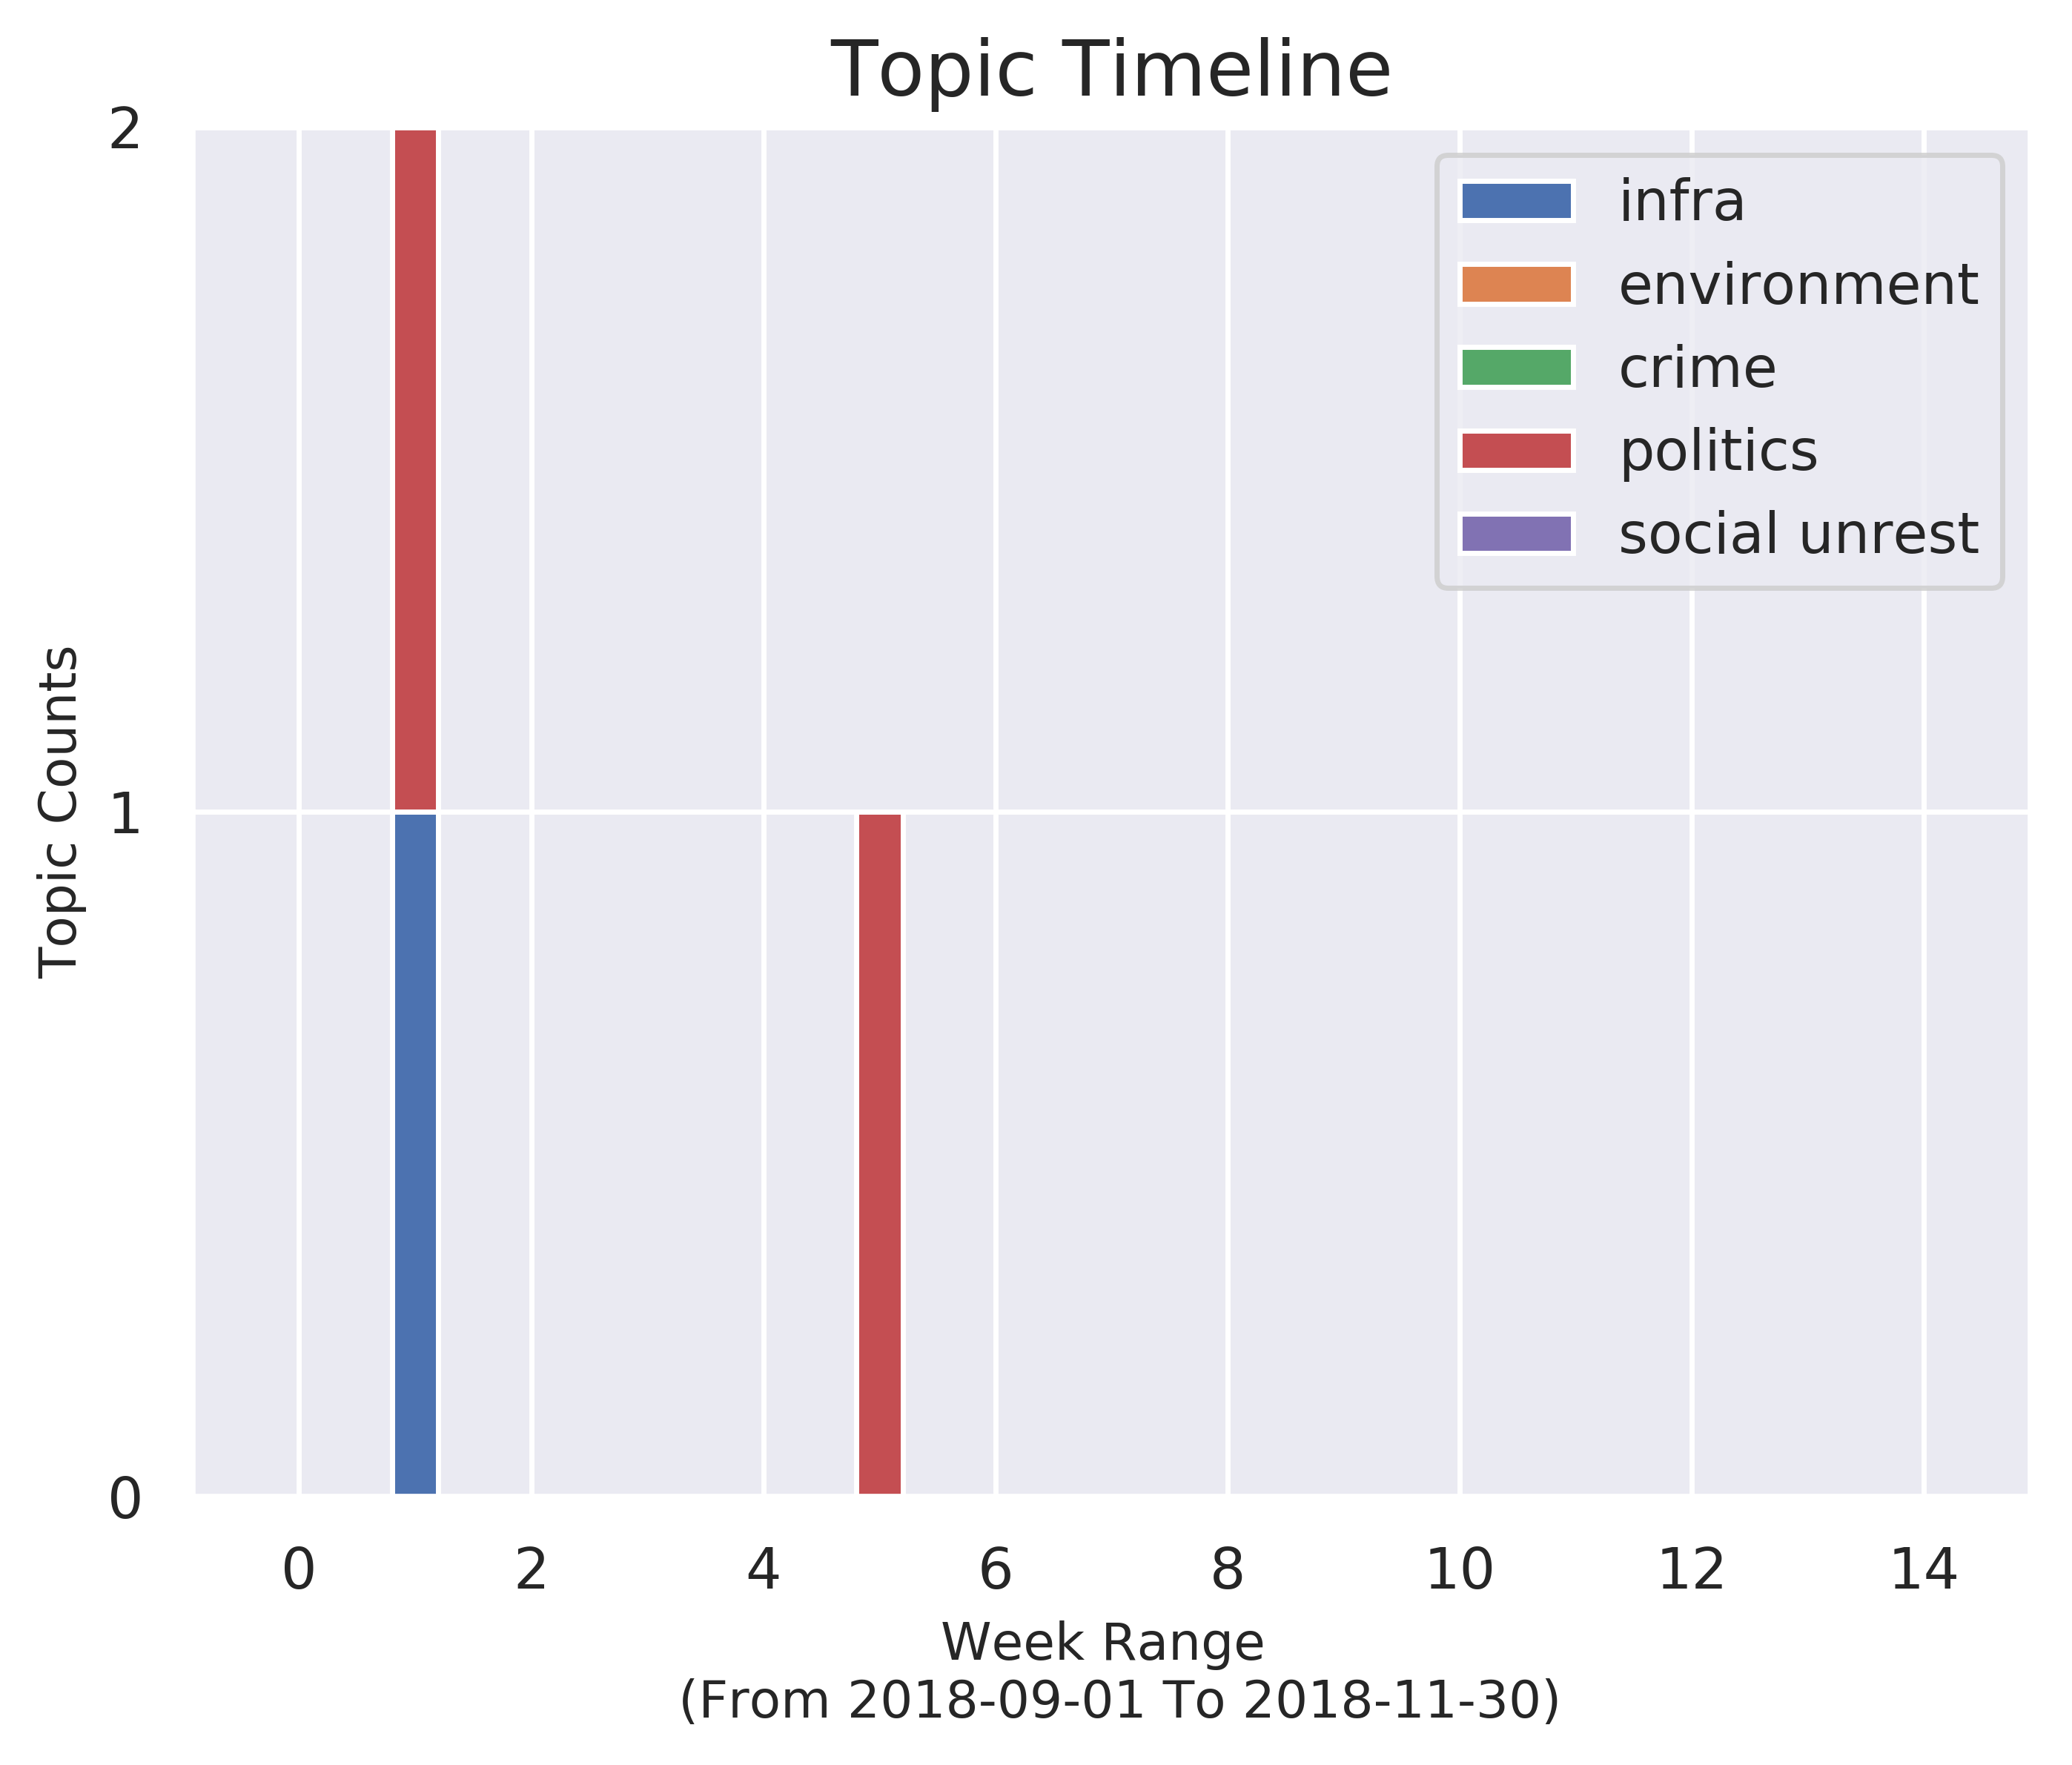 Topic Timeline
2
1
0
Topic Counts
infra
environment
crime
politics
social unrest
0 2 4 6 8 10 12 14
Week Range
(From 2018-09-01 To 2018-11-30)